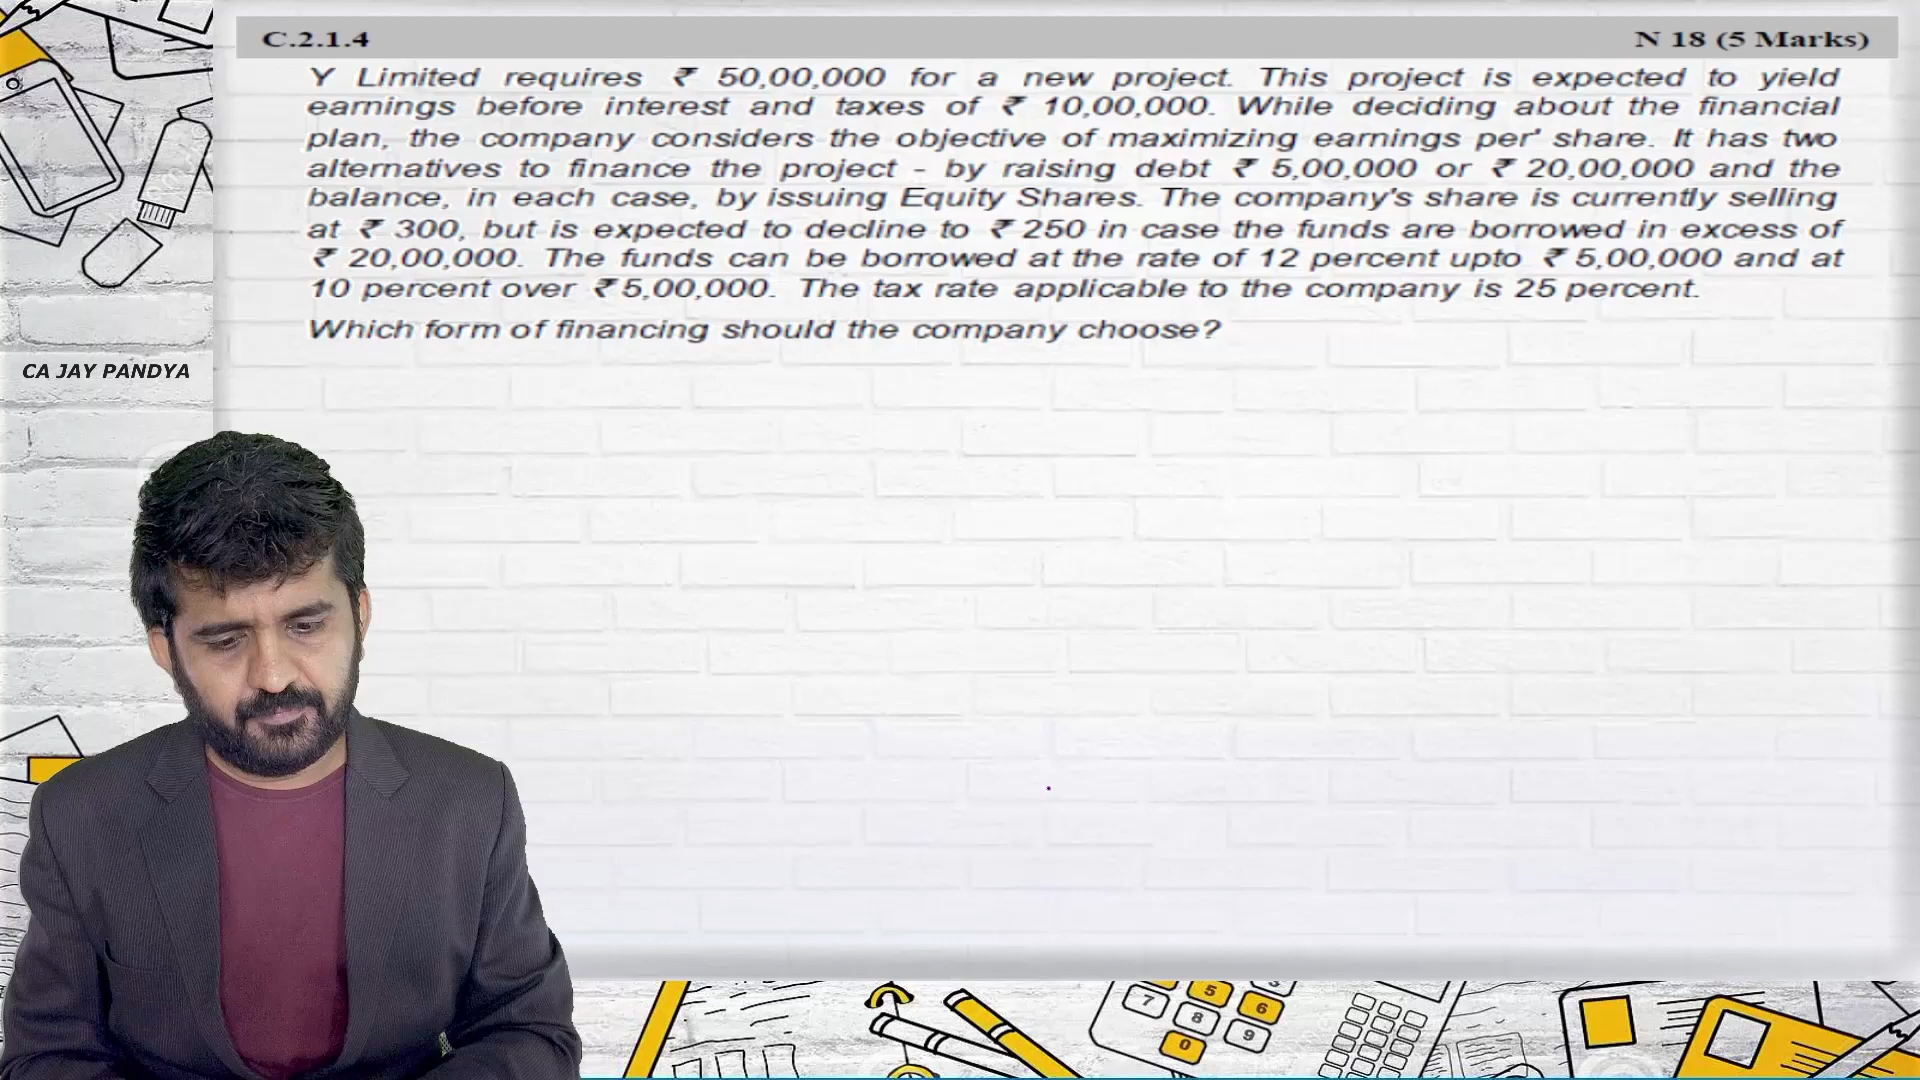 C.2.1.4 N 18 (5 Marks)
Y Limited requires ₹ 50,00,000 for a new project. This project is expected to yield
earnings before interest and taxes of ₹ 10,00,000. While deciding about the financial
plan, the company considers the objective of maximizing earnings per' share. It has two
alternatives to finance the project - by raising debt ₹ 5,00,000 or ₹ 20,00,000 and the
balance, in each case, by issuing Equity Shares. The company's share is currently selling
at ₹ 300, but is expected to decline to ₹ 250 in case the funds are borrowed in excess of
₹ 20,00,000. The funds can be borrowed at the rate of 12 percent upto ₹ 5,00,000 and at
10 percent over ₹ 5,00,000. The tax rate applicable to the company is 25 percent.
Which form of financing should the company choose?
CA JAY PANDYA
5
7
6
8
9
0